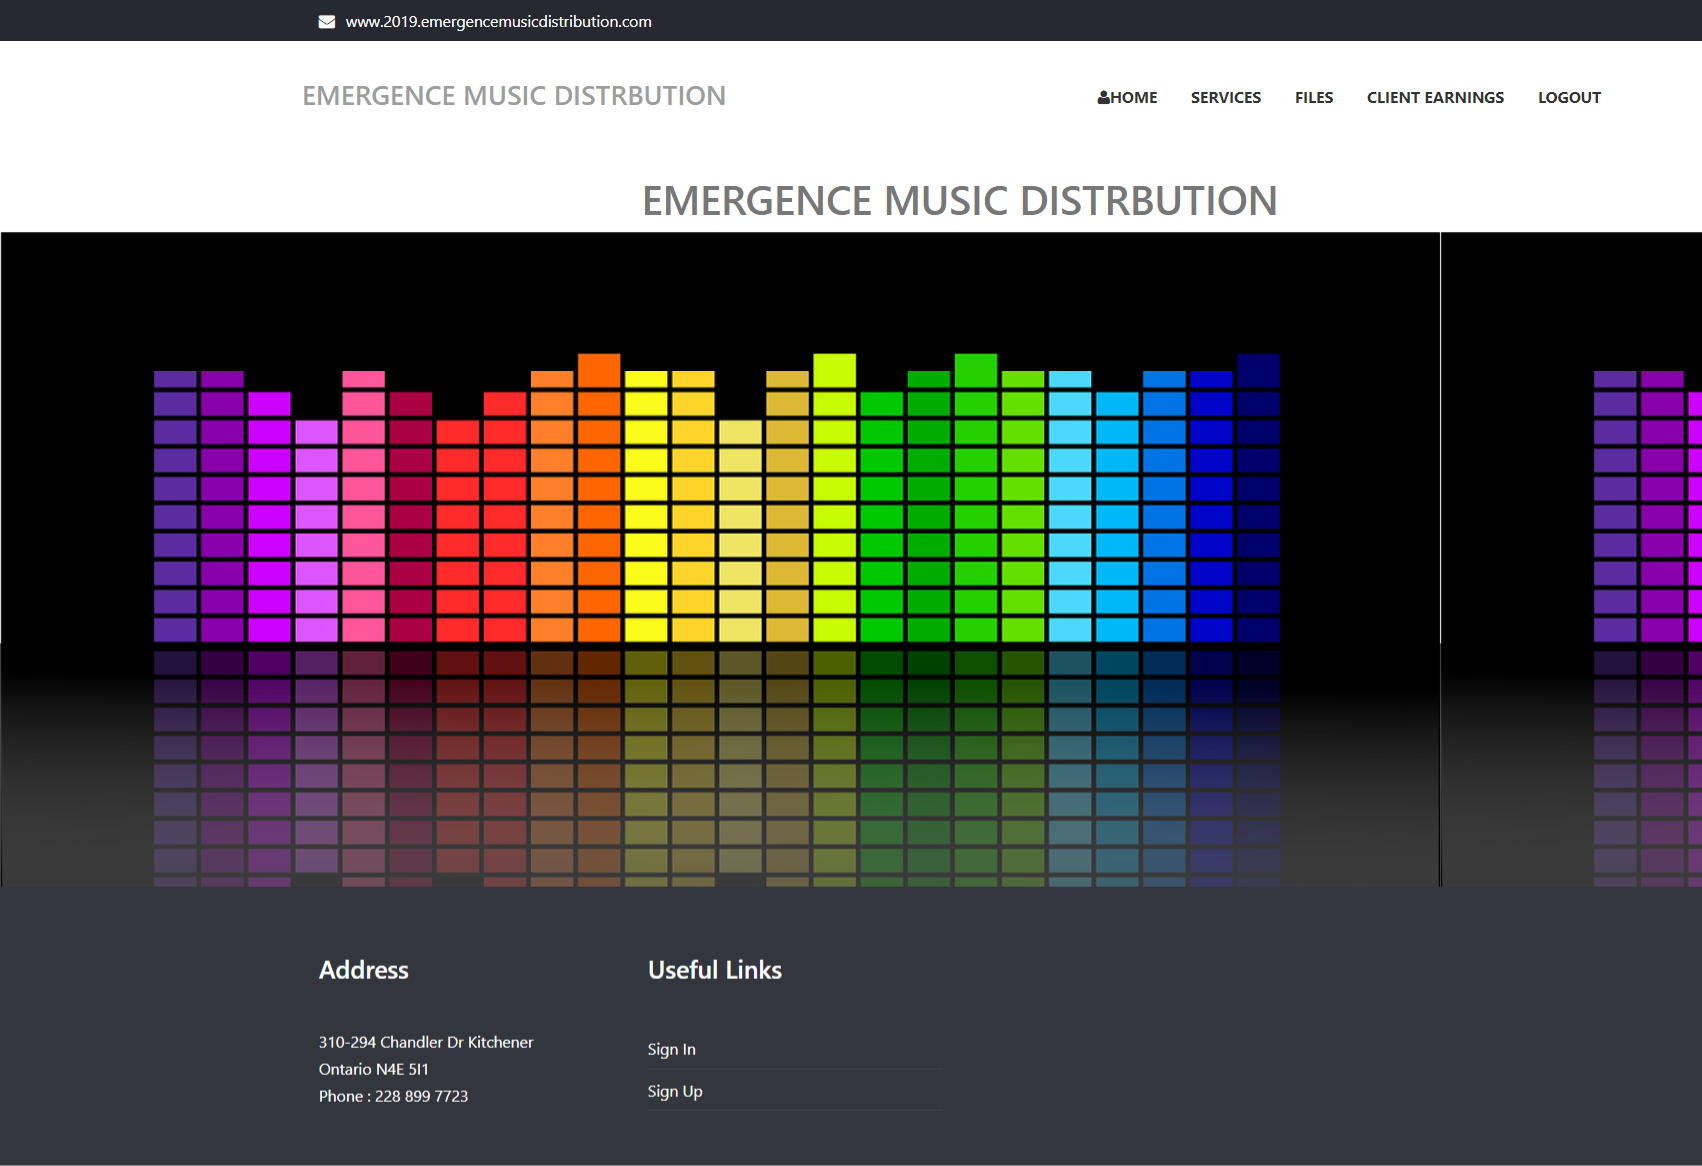 www.2019.emergencemusicdistribution.com
EMERGENCE MUSIC DISTRBUTION
HOME SERVICES FILES CLIENT EARNINGS LOGOUT
EMERGENCE MUSIC DISTRBUTION
Address
310-294 Chandler Dr Kitchener
Ontario N4E 5I1
Phone : 228 899 7723
Useful Links
Sign In
Sign Up